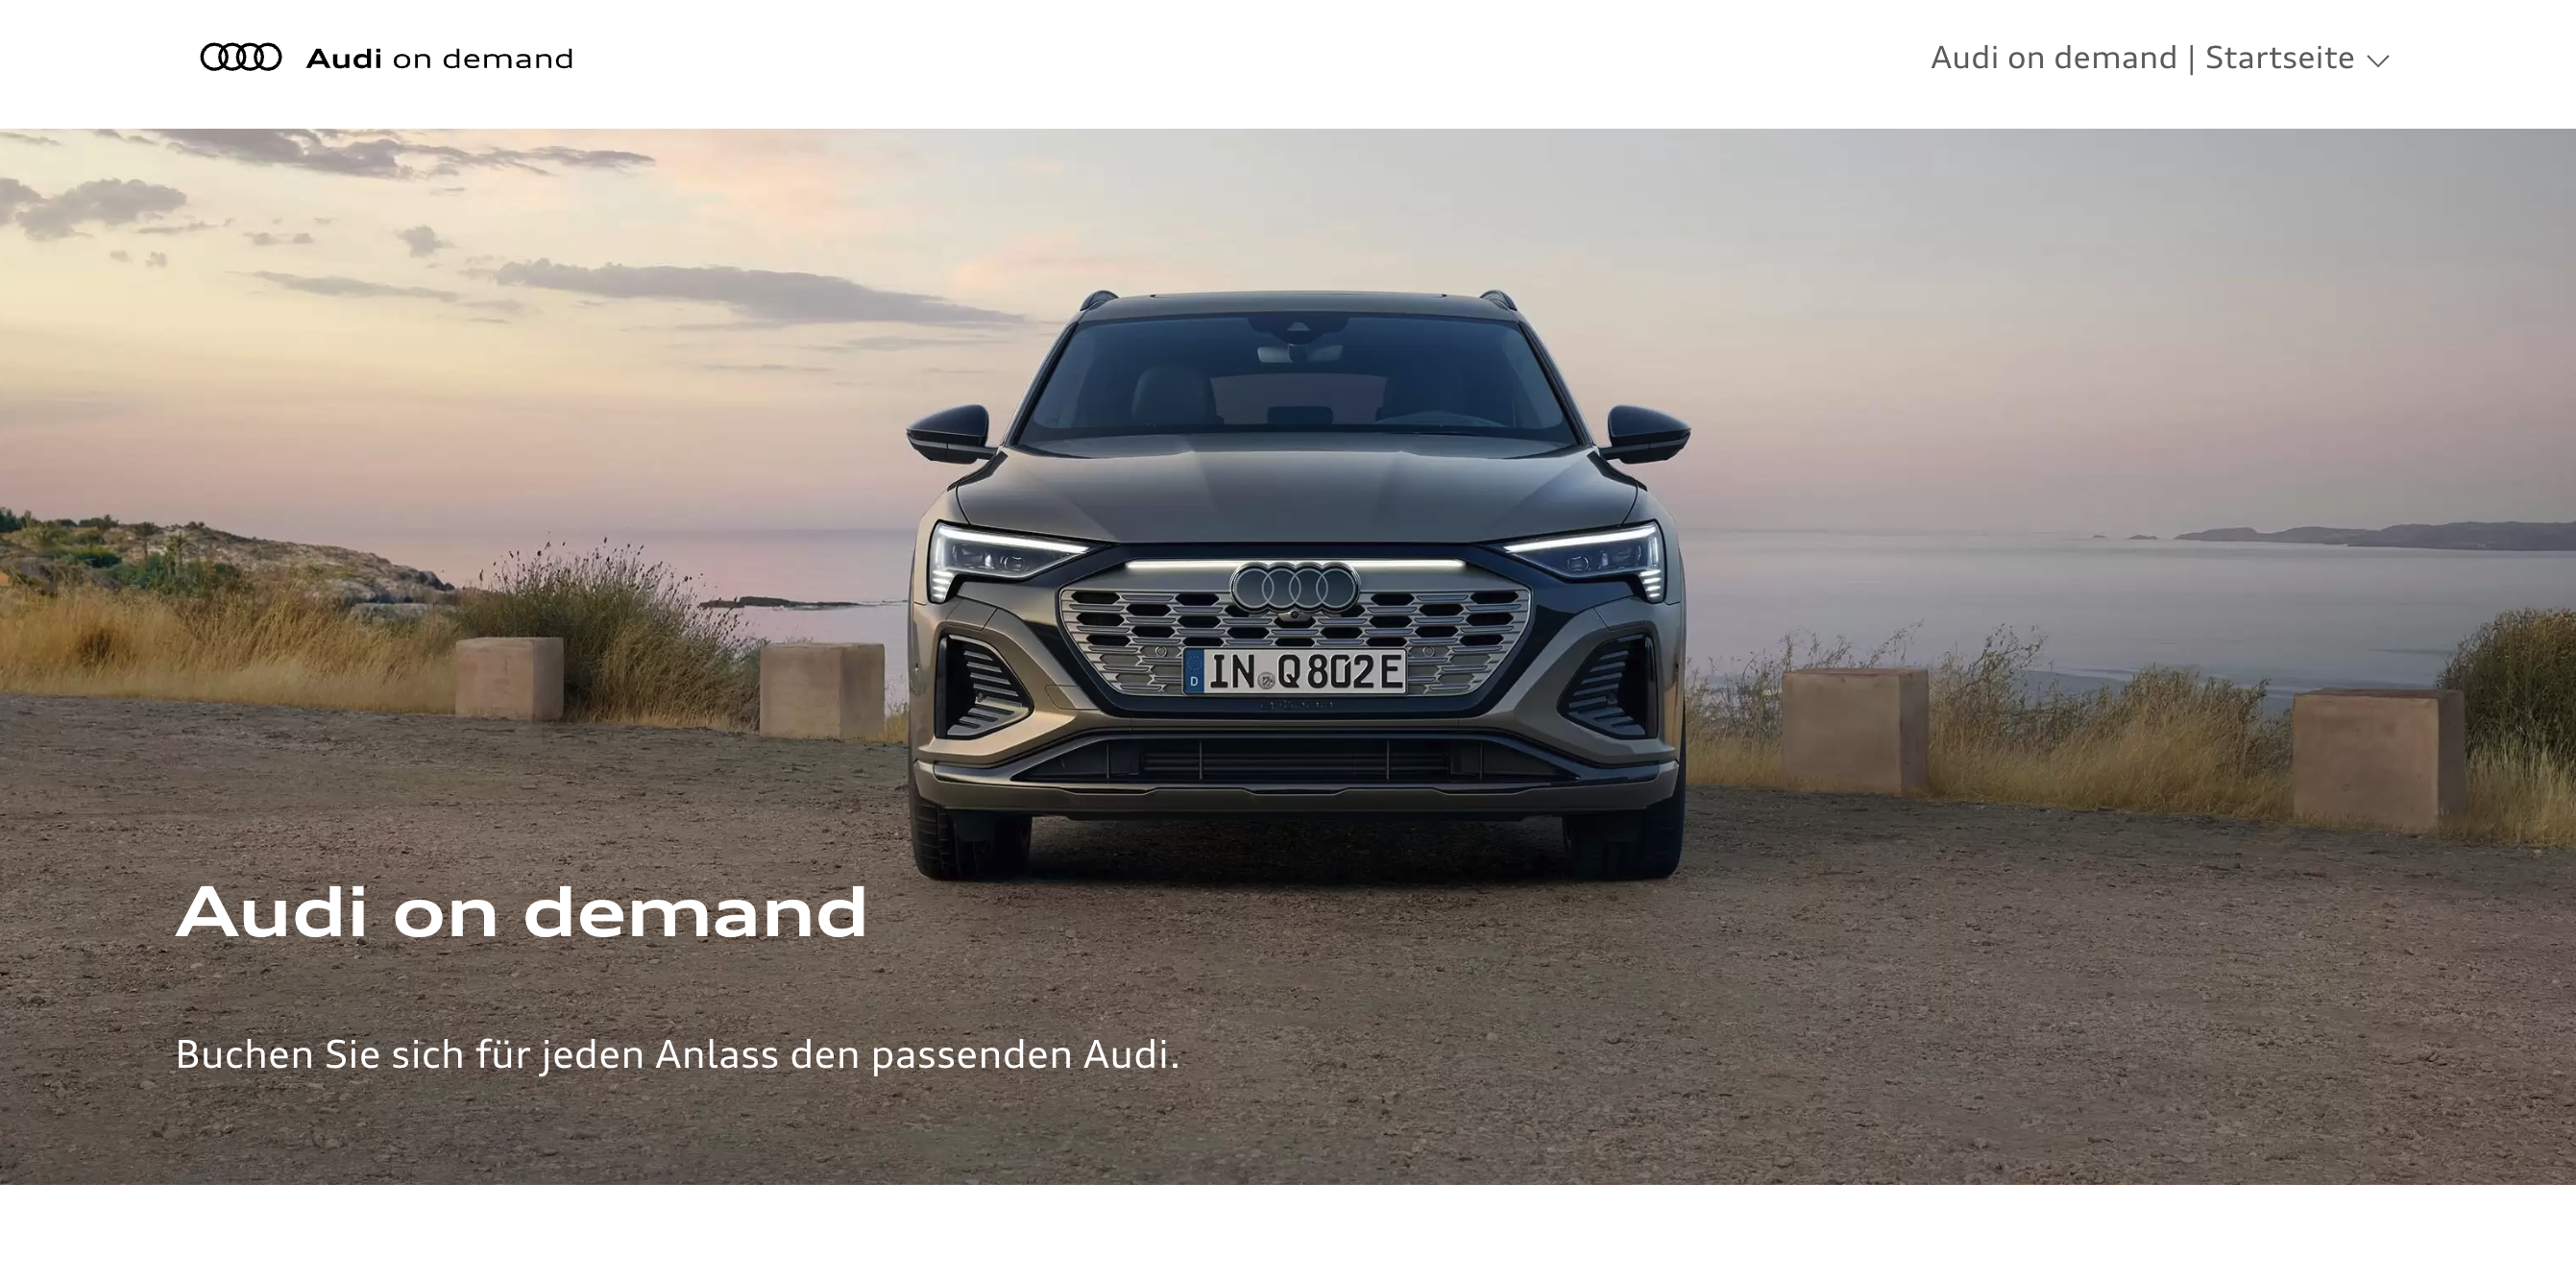 Audi on demand
Audi on demand | Startseite
D IN Q 802 E
Audi on demand
Buchen Sie sich für jeden Anlass den passenden Audi.